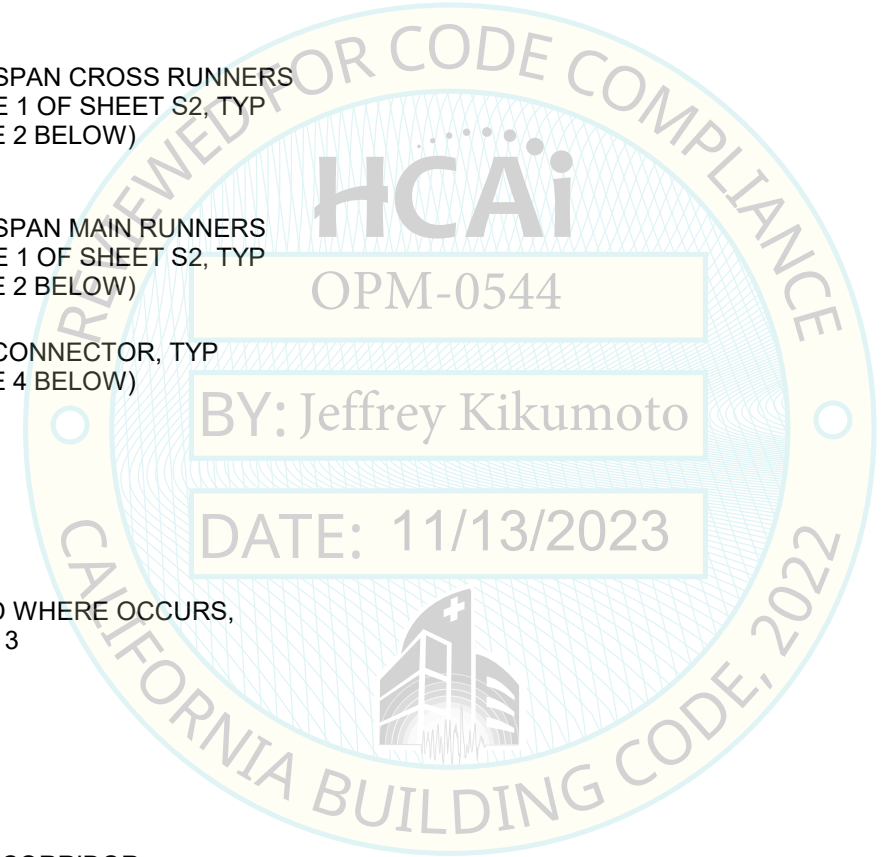 SPAN CROSS RUNNERS
E 1 OF SHEET S2, TYP
E 2 BELOW)
SPAN MAIN RUNNERS
E 1 OF SHEET S2, TYP
E 2 BELOW)
CONNECTOR, TYP
E 4 BELOW)
WHERE OCCURS,
3
REVIEWED FOR CODE COMPLIANCE
HCAi
OPM-0544
BY: Jeffrey Kikumoto
DATE: 11/13/2023
CALIFORNIA BUILDING CODE, 2022